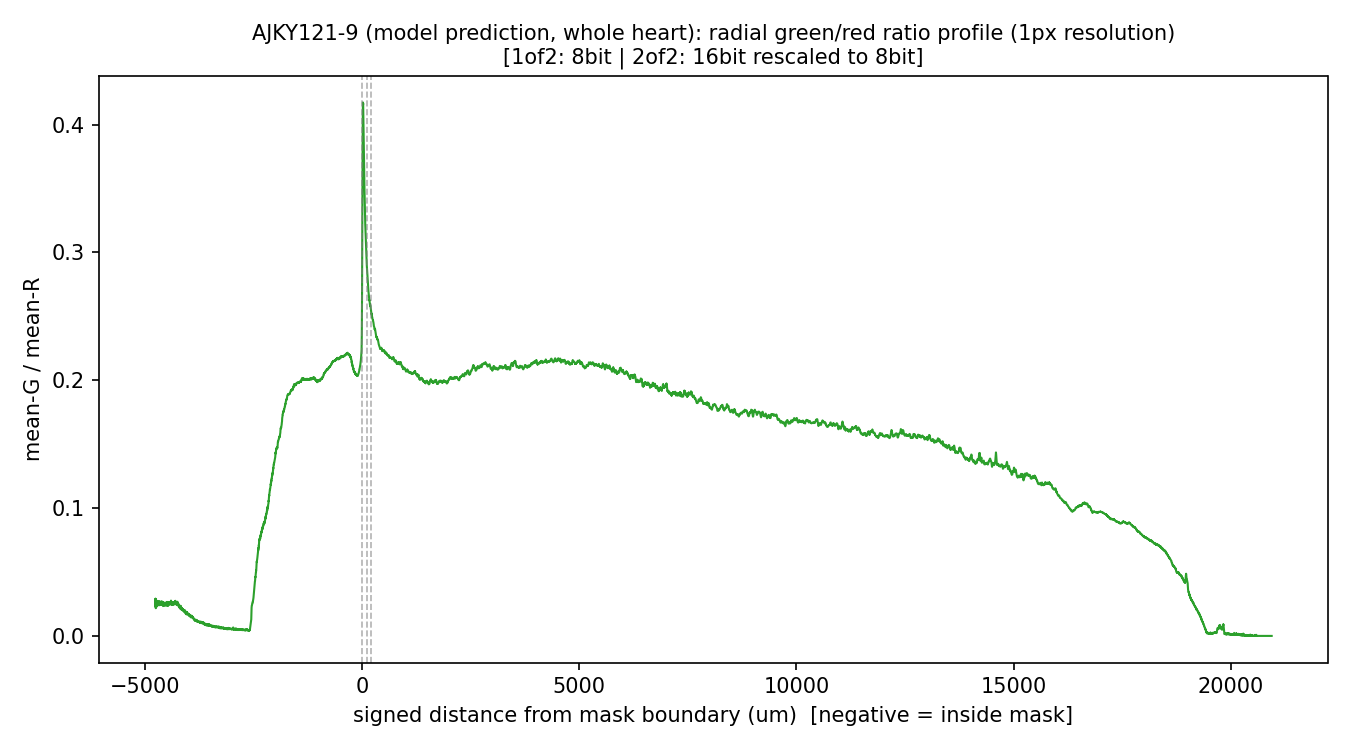 AJKY121-9 (model prediction, whole heart): radial green/red ratio profile (1px resolution)
[1of2: 8bit | 2of2: 16bit rescaled to 8bit]
mean-G / mean-R
0.4
0.3
0.2
0.1
0.0
−5000 0 5000 10000 15000 20000
signed distance from mask boundary (um)  [negative = inside mask]